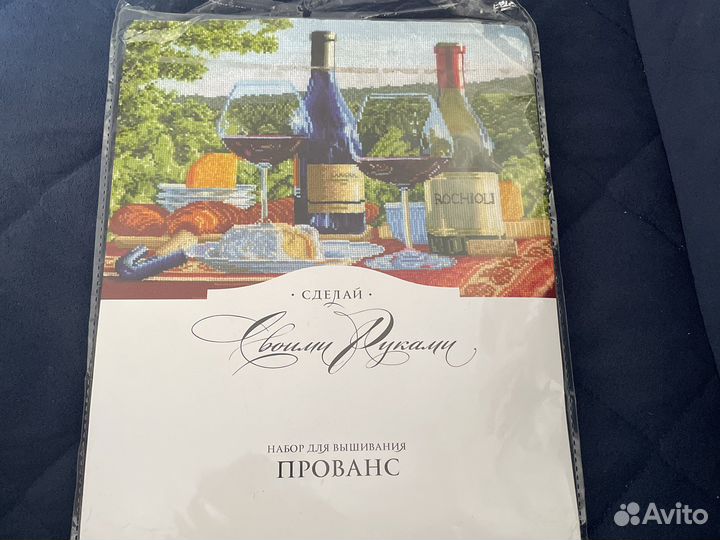 ROCHIOLI
· СДЕЛАЙ ·
Своими Руками
НАБОР ДЛЯ ВЫШИВАНИЯ
ПРОВАНС
Avito